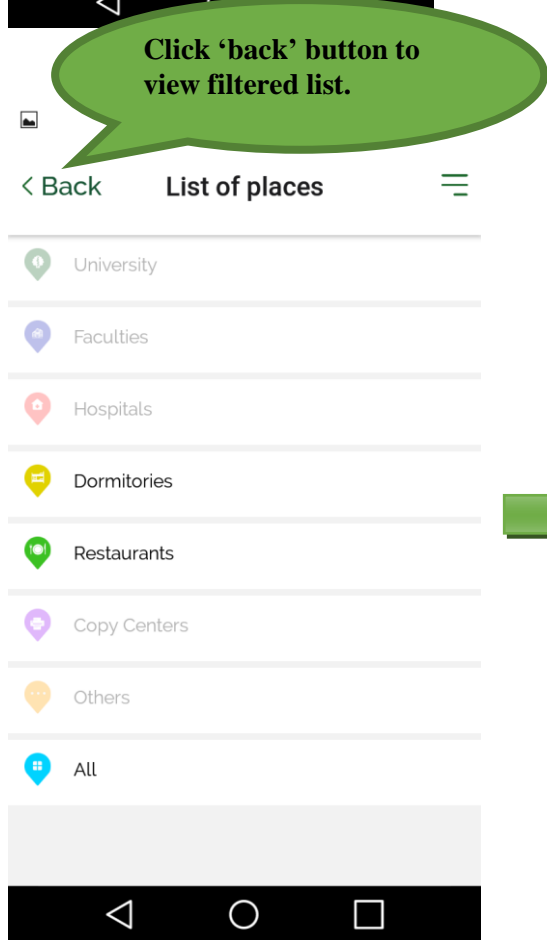 Click ‘back’ button to
view filtered list.
< Back List of places
University
Faculties
Hospitals
Dormitories
Restaurants
Copy Centers
Others
All